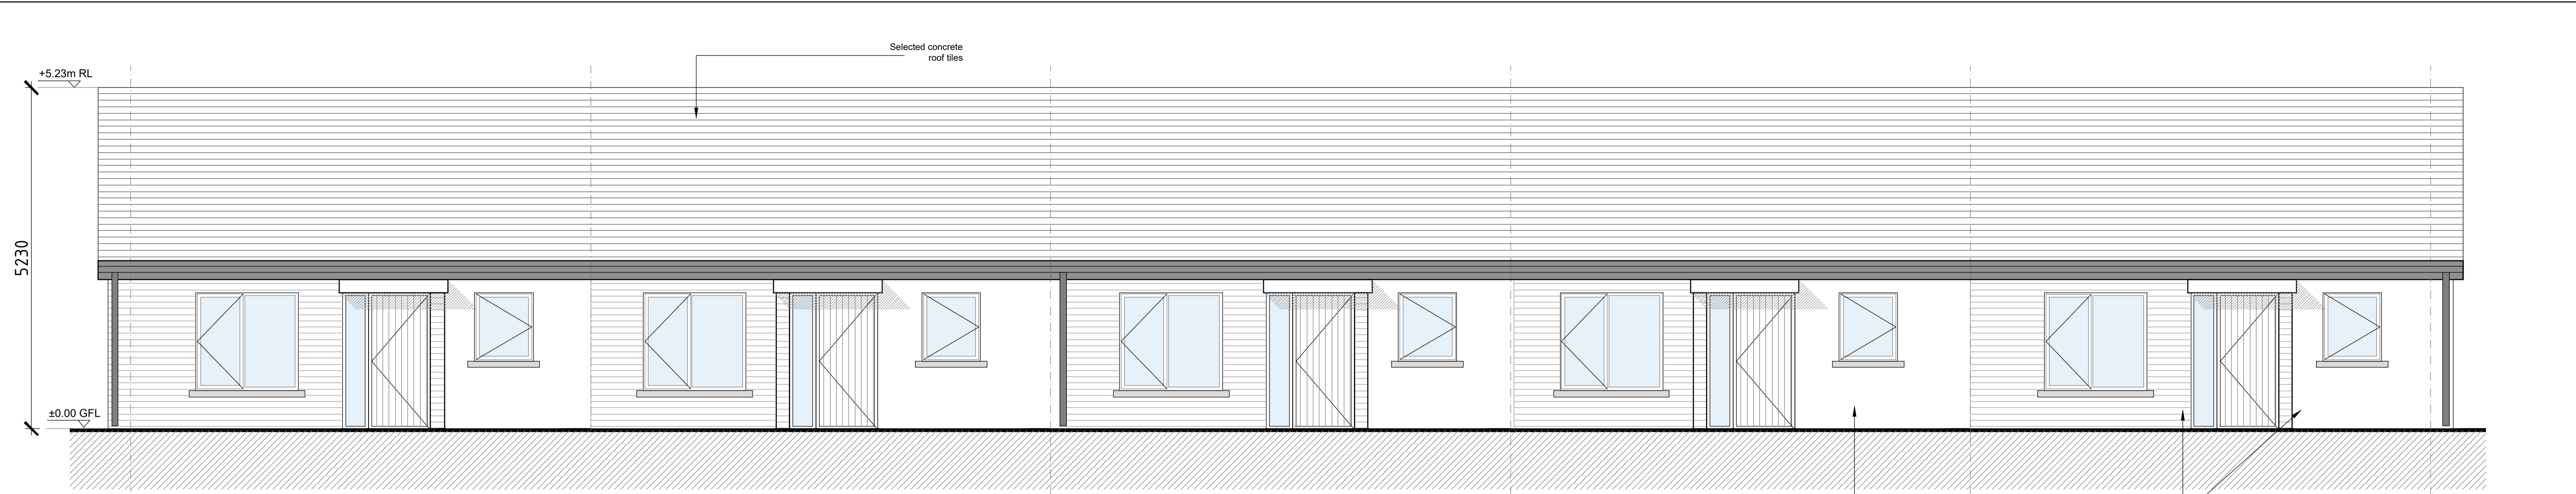 Selected concrete
roof tiles
+5.23m RL
5230
±0.00 GFL